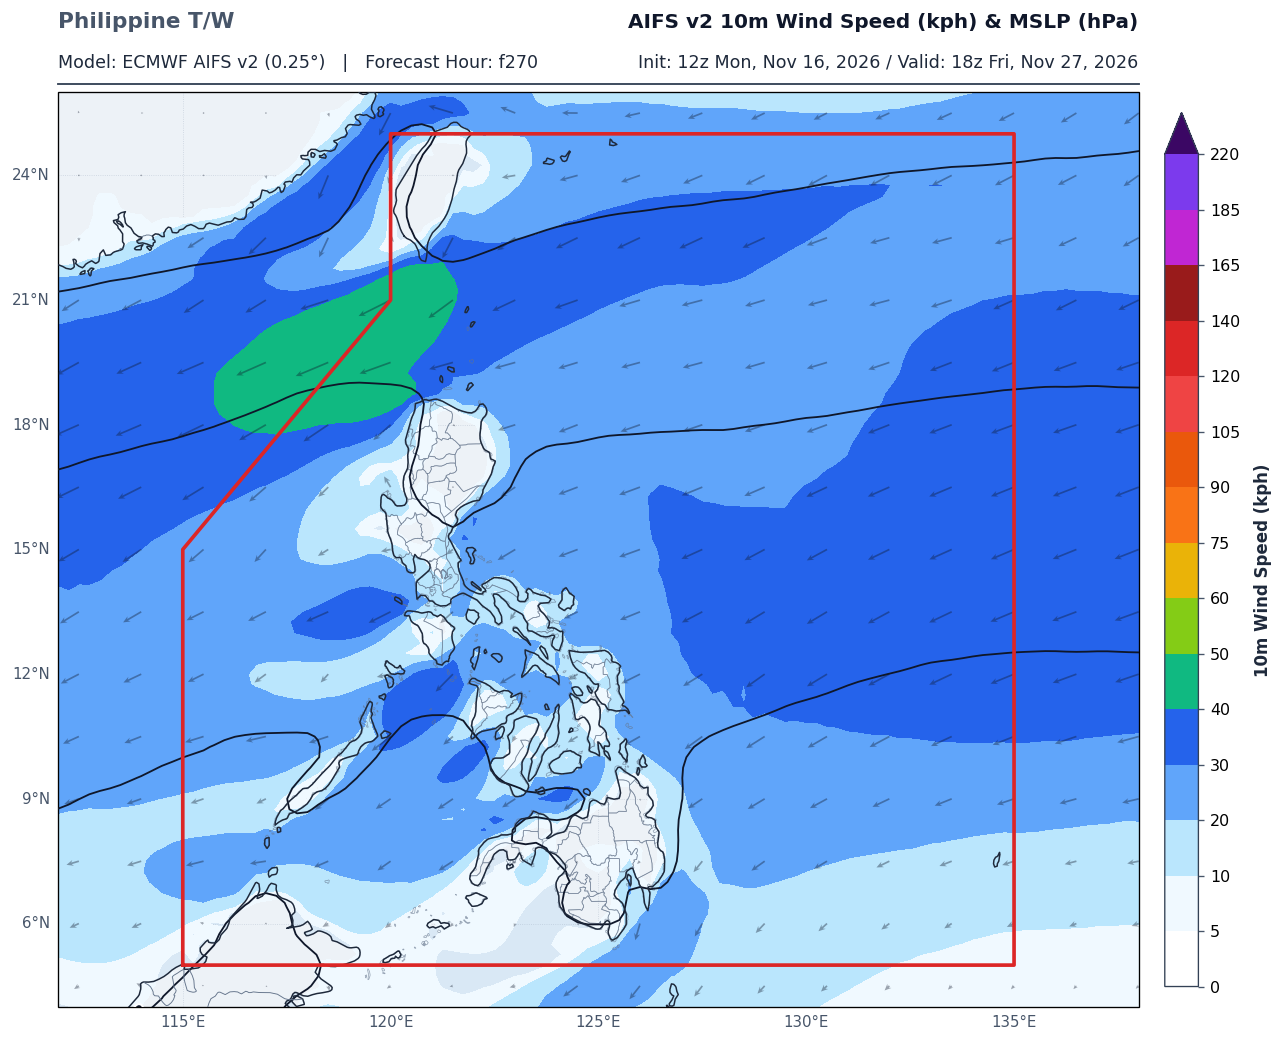 Philippine T/W
AIFS v2 10m Wind Speed (kph) & MSLP (hPa)
Model: ECMWF AIFS v2 (0.25°) | Forecast Hour: f270
Init: 12z Mon, Nov 16, 2026 / Valid: 18z Fri, Nov 27, 2026
24°N
21°N
18°N
15°N
12°N
9°N
6°N
115°E
120°E
125°E
130°E
135°E
220
185
165
140
120
105
90
75
60
50
40
30
20
10
5
0
10m Wind Speed (kph)